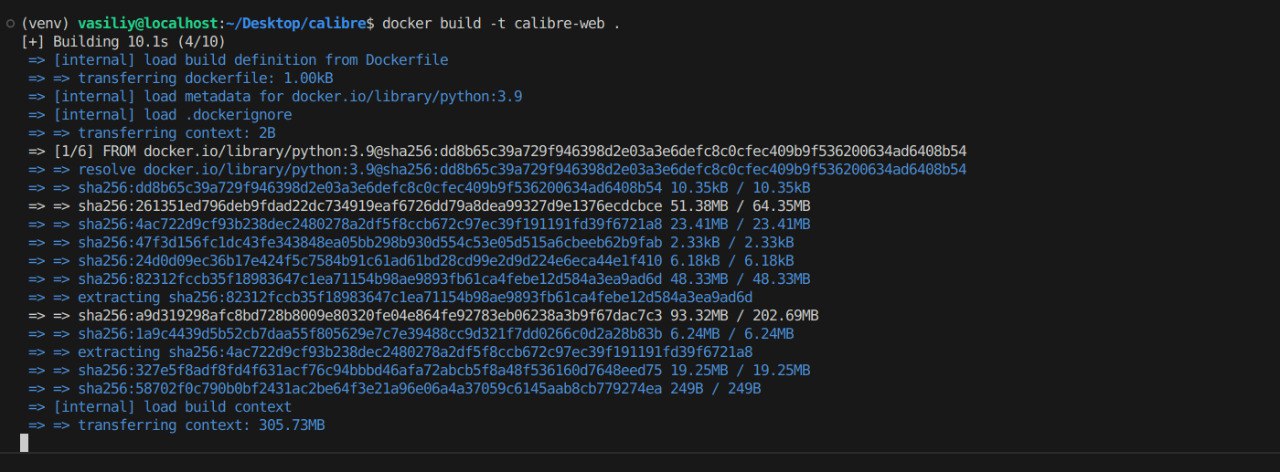 (venv) vasiliy@localhost:~/Desktop/calibre$ docker build -t calibre-web .
[+] Building 10.1s (4/10)
=> [internal] load build definition from Dockerfile
=> => transferring dockerfile: 1.00kB
=> [internal] load metadata for docker.io/library/python:3.9
=> [internal] load .dockerignore
=> => transferring context: 2B
=> [1/6] FROM docker.io/library/python:3.9@sha256:dd8b65c39a729f946398d2e03a3e6defc8c0cfec409b9f536200634ad6408b54
=> => resolve docker.io/library/python:3.9@sha256:dd8b65c39a729f946398d2e03a3e6defc8c0cfec409b9f536200634ad6408b54
=> => sha256:dd8b65c39a729f946398d2e03a3e6defc8c0cfec409b9f536200634ad6408b54 10.35kB / 10.35kB
=> => sha256:261351ed796deb9fdad22dc734919eaf6726dd79a8dea99327d9e1376ecdcbce 51.38MB / 64.35MB
=> => sha256:4ac722d9cf93b238dec2480278a2df5f8ccb672c97ec39f191191fd39f6721a8 23.41MB / 23.41MB
=> => sha256:47f3d156fc1dc43fe343848ea05bb298b930d554c53e05d515a6cbeeb62b9fab 2.33kB / 2.33kB
=> => sha256:24d0d09ec36b17e424f5c7584b91c61ad61bd28cd99e2d9d224e6eca44e1f410 6.18kB / 6.18kB
=> => sha256:82312fccb35f18983647c1ea71154b98ae9893fb61ca4febe12d584a3ea9ad6d 48.33MB / 48.33MB
=> => extracting sha256:82312fccb35f18983647c1ea71154b98ae9893fb61ca4febe12d584a3ea9ad6d
=> => sha256:a9d319298afc8bd728b8009e80320fe04e864fe92783eb06238a3b9f67dac7c3 93.32MB / 202.69MB
=> => sha256:1a9c4439d5b52cb7daa55f805629e7c7e39488cc9d321f7dd0266c0d2a28b83b 6.24MB / 6.24MB
=> => extracting sha256:4ac722d9cf93b238dec2480278a2df5f8ccb672c97ec39f191191fd39f6721a8
=> => sha256:327e5f8adf8fd4f631acf76c94bbbd46afa72abcb5f8a48f536160d7648eed75 19.25MB / 19.25MB
=> => sha256:58702f0c790b0bf2431ac2be64f3e21a96e06a4a37059c6145aab8cb779274ea 249B / 249B
=> [internal] load build context
=> => transferring context: 305.73MB